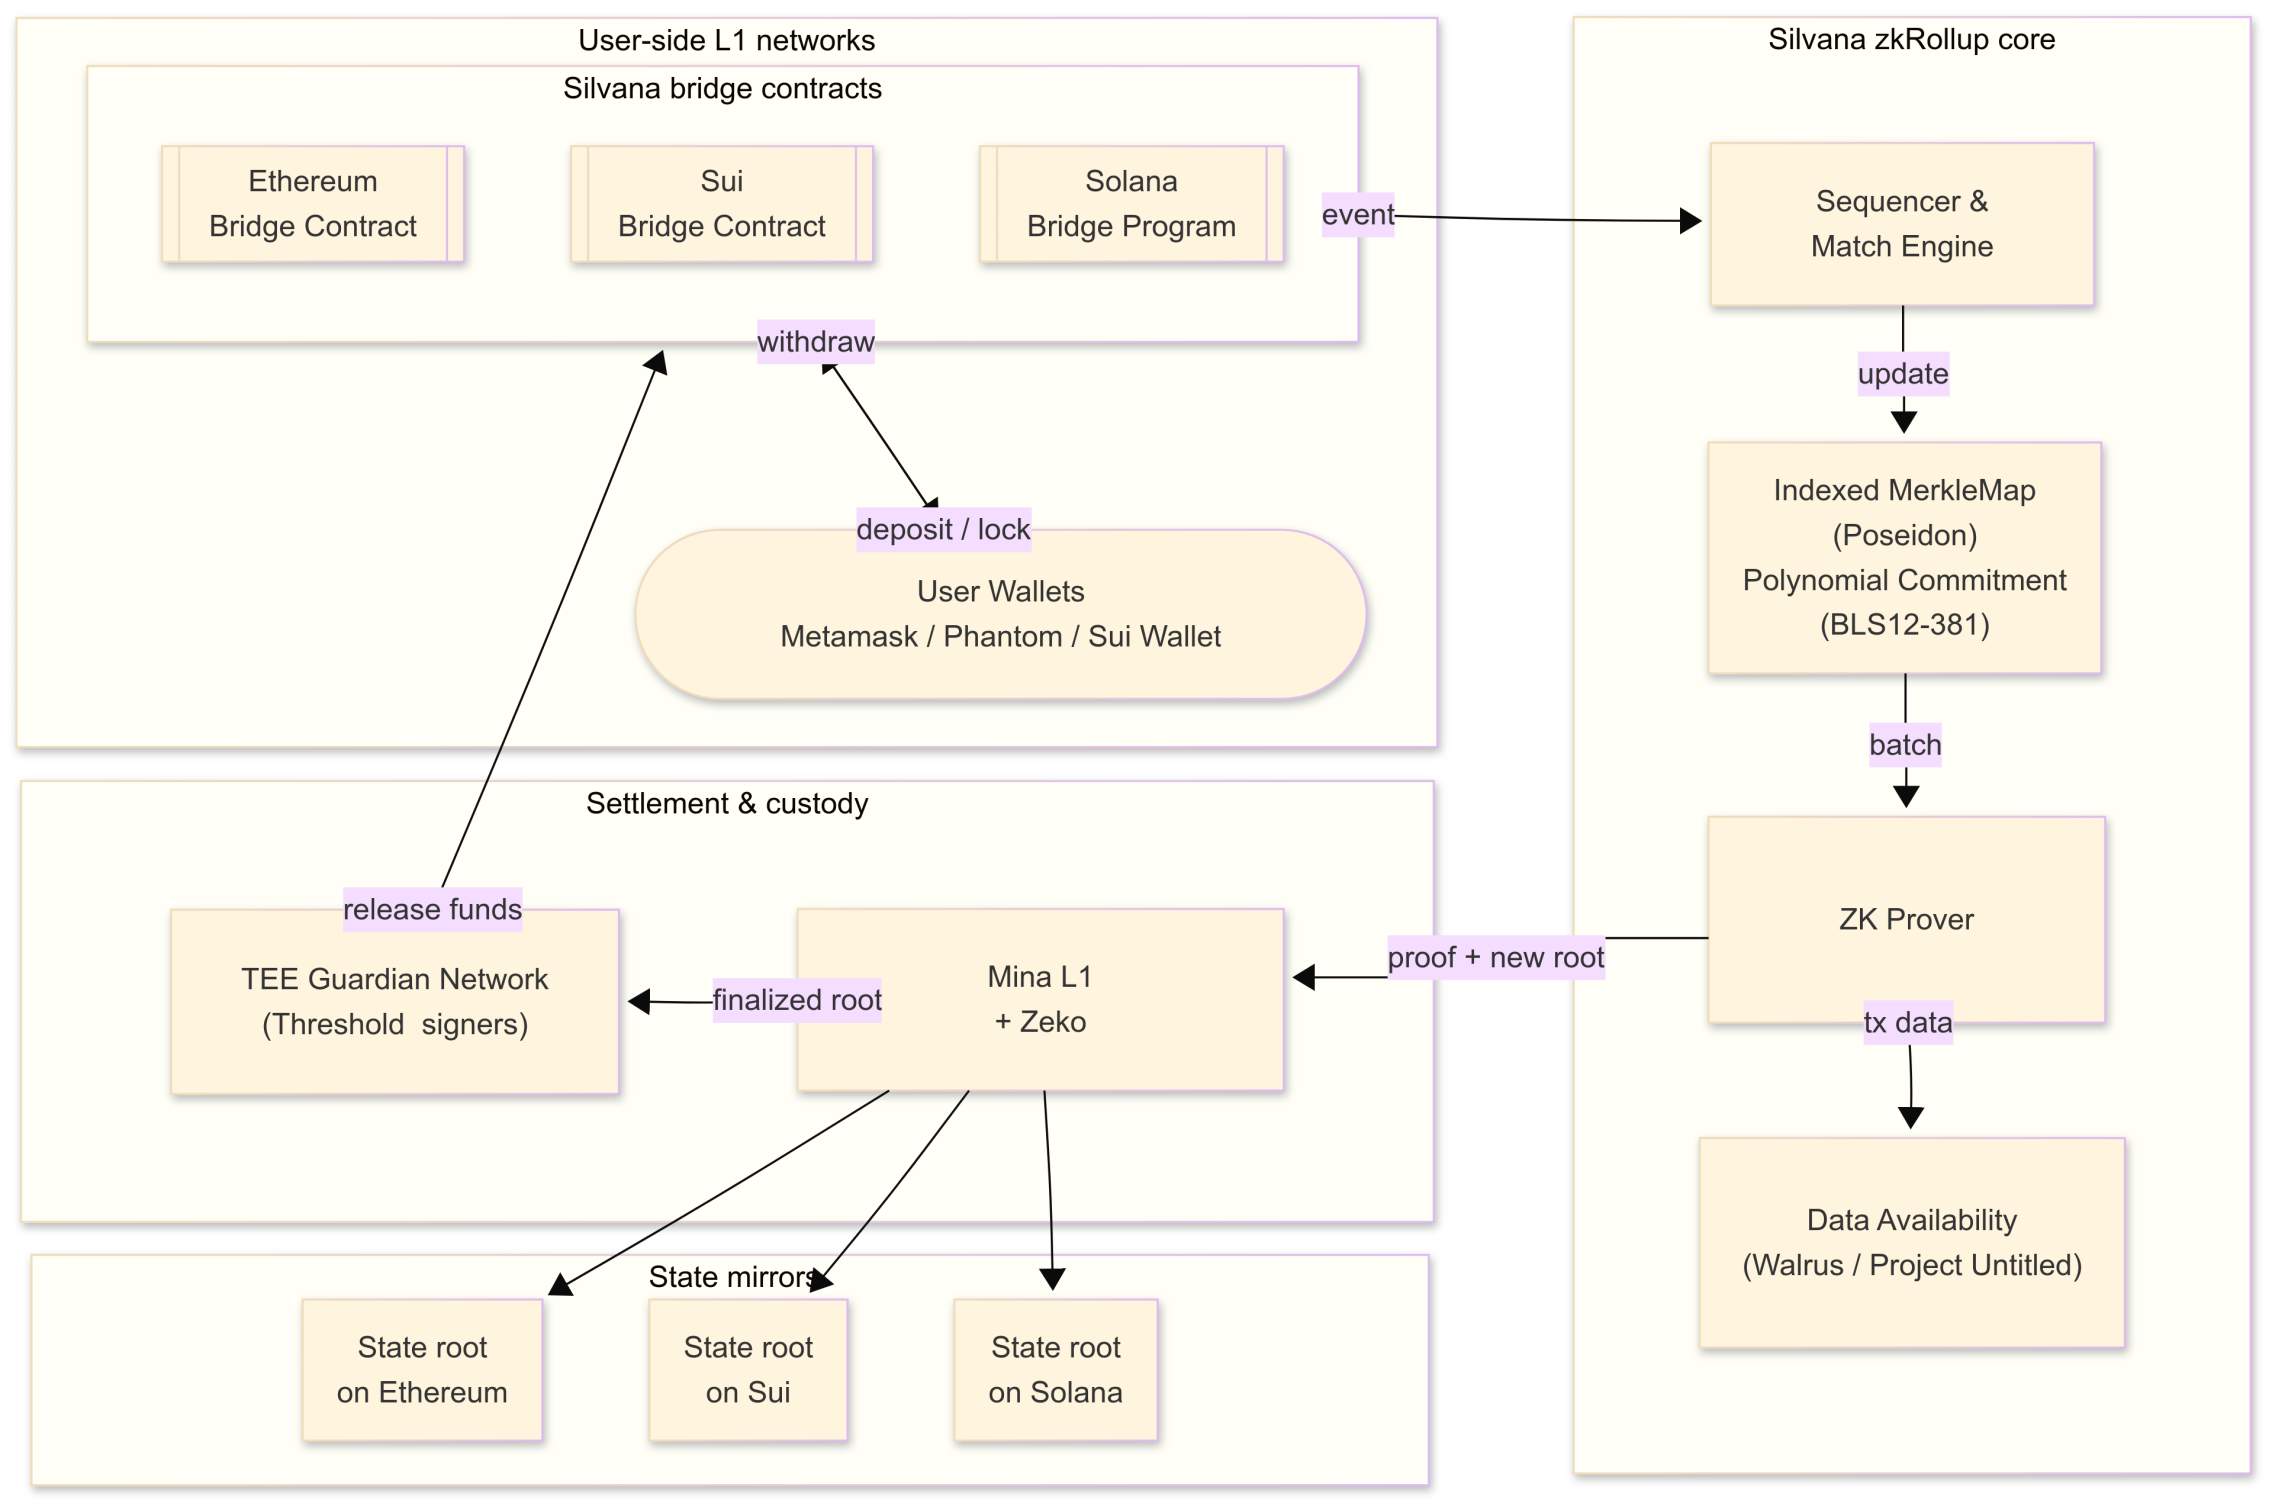 User-side L1 networks
Silvana bridge contracts
Ethereum
Bridge Contract
Sui
Bridge Contract
Solana
Bridge Program
event
withdraw
deposit / lock
User Wallets
Metamask / Phantom / Sui Wallet
Silvana zkRollup core
Sequencer &
Match Engine
update
Indexed MerkleMap
(Poseidon)
Polynomial Commitment
(BLS12-381)
batch
ZK Prover
tx data
Data Availability
(Walrus / Project Untitled)
proof + new root
Settlement & custody
release funds
TEE Guardian Network
(Threshold  signers)
finalized root
Mina L1
+ Zeko
State mirrors
State root
on Ethereum
State root
on Sui
State root
on Solana